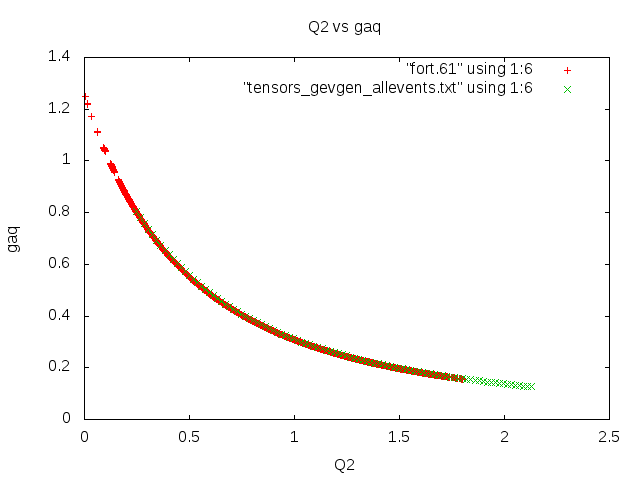 Q2 vs gaq
"fort.61" using 1:6
"tensors_gevgen_allevents.txt" using 1:6
1.4
1.2
1
0.8
0.6
0.4
0.2
0
gaq
0 0.5 1 1.5 2 2.5
Q2